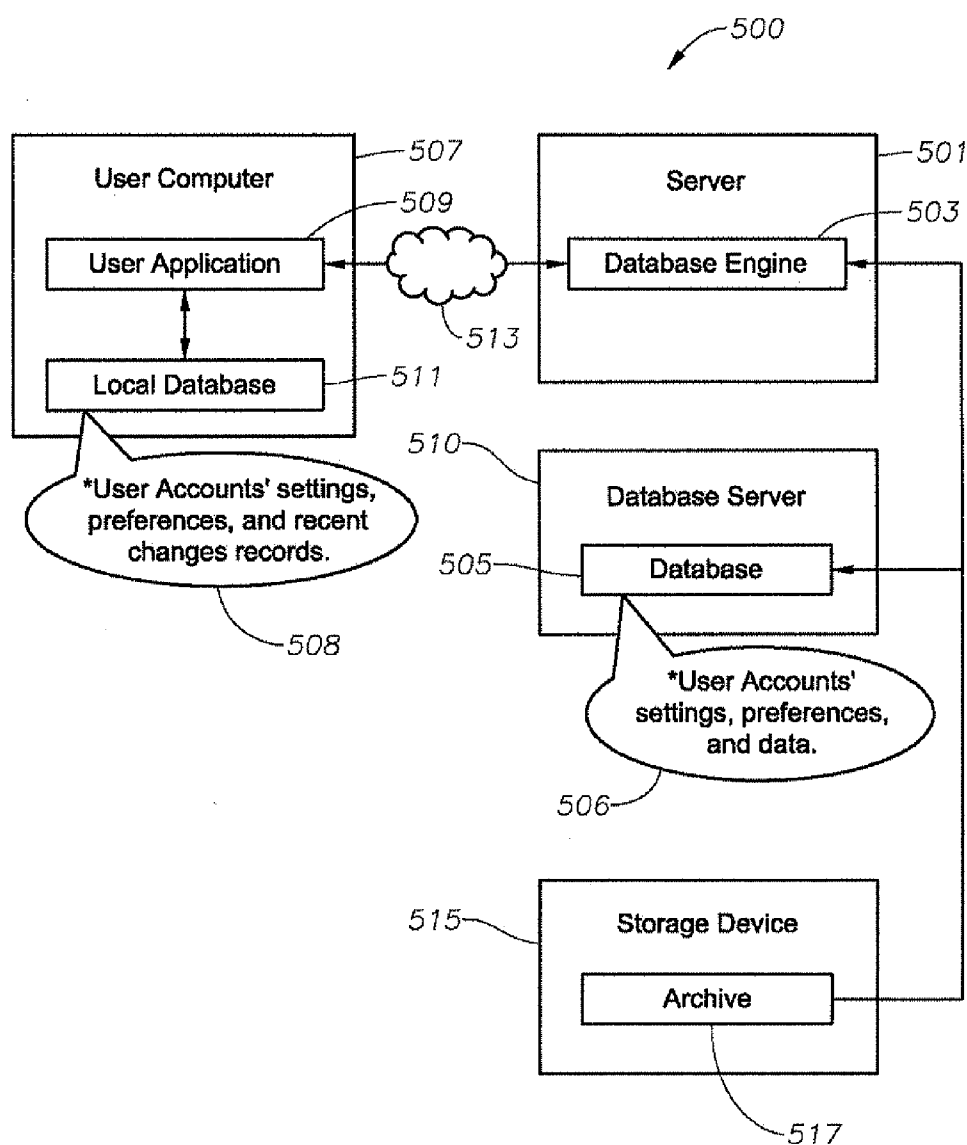 500
507
User Computer
509
User Application
Local Database
511
*User Accounts' settings,
preferences, and recent
changes records.
508
513
501
Server
503
Database Engine
510
Database Server
505
Database
*User Accounts'
settings, preferences,
and data.
506
515
Storage Device
Archive
517